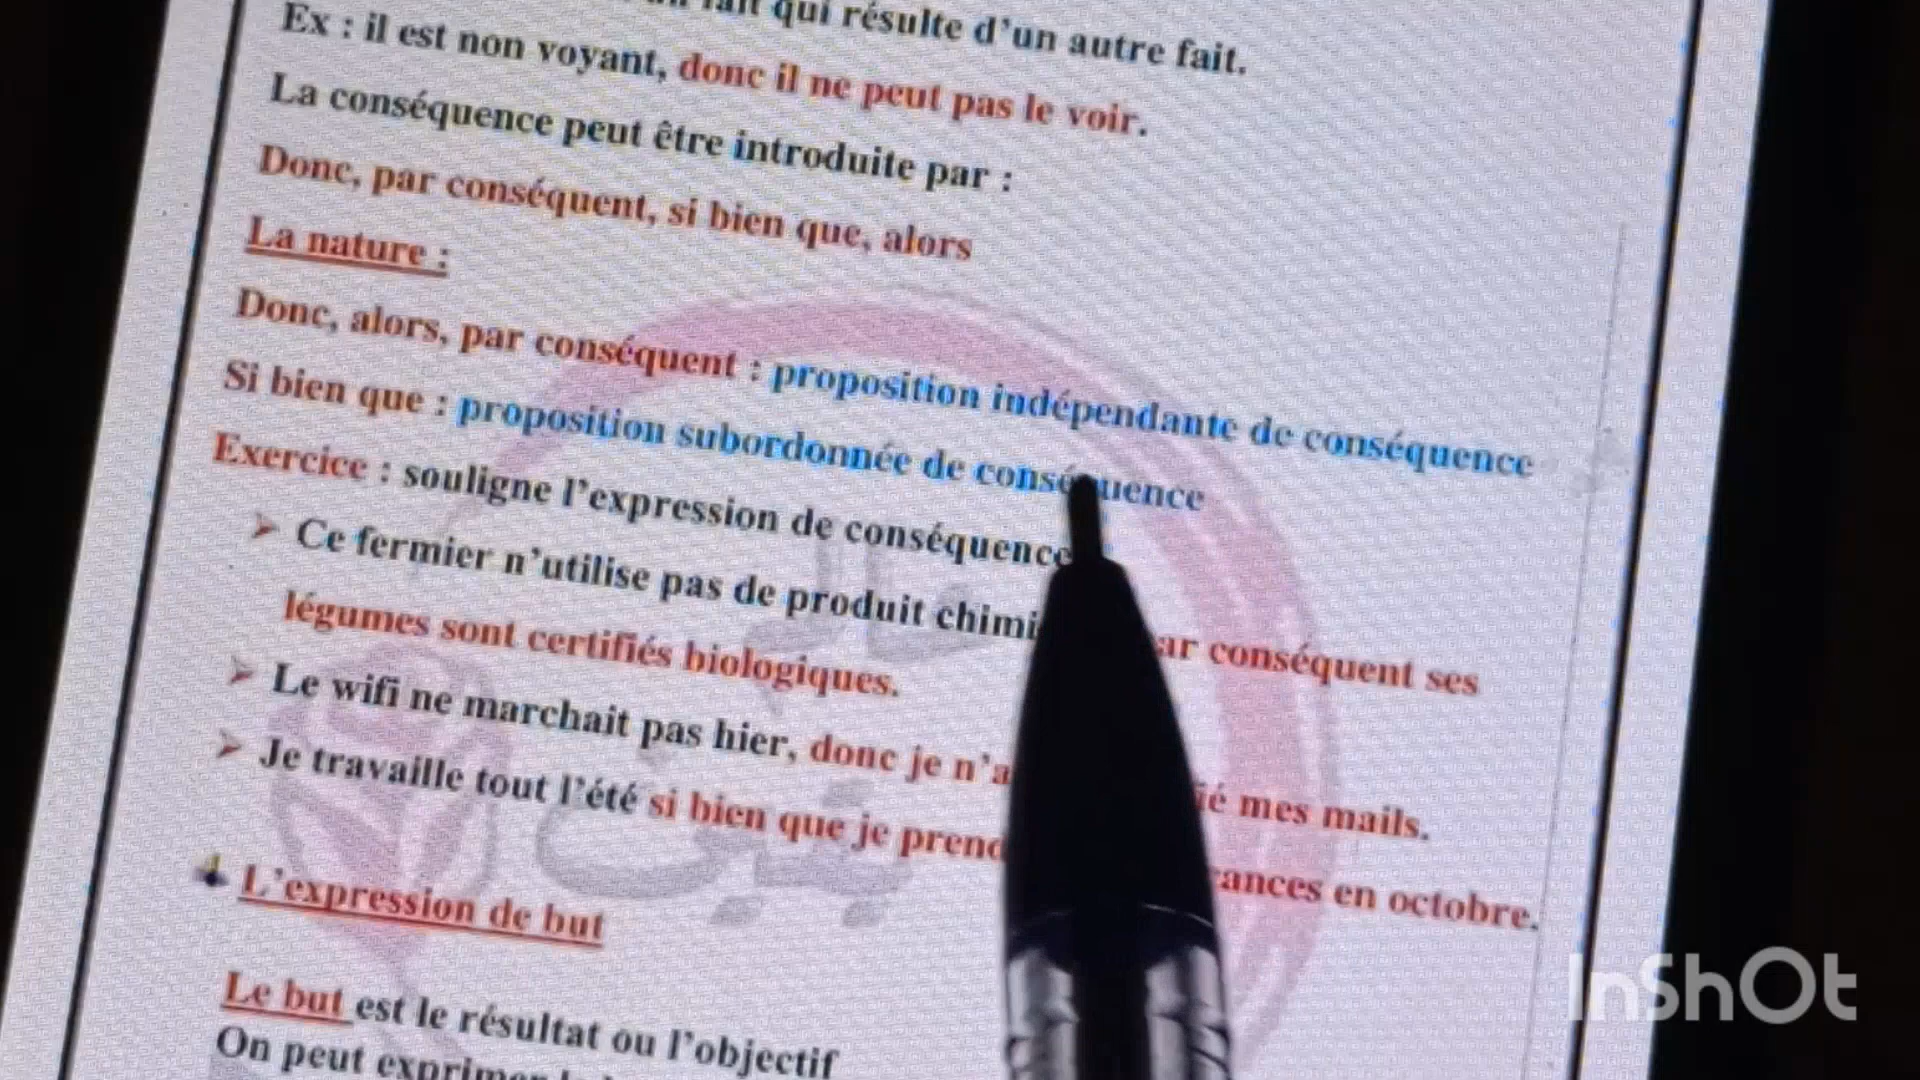 fait qui résulte d'un autre fait.
Ex : il est non voyant, donc il ne peut pas le voir.
La conséquence peut être introduite par :
Donc, par conséquent, si bien que, alors
La nature :
Donc, alors, par conséquent : proposition indépendante de conséquence
Si bien que : proposition subordonnée de conséquence
Exercice : souligne l'expression de conséquence
Ce fermier n'utilise pas de produit conséquent ses
légumes sont certifiés biologiques.
Le wifi ne marchait pas hier, donc je mes mails.
Je travaille tout l'été si bien que je en octobre.
L'expression de but
Le but est le résultat ou l'objectif
On peut
InShOt